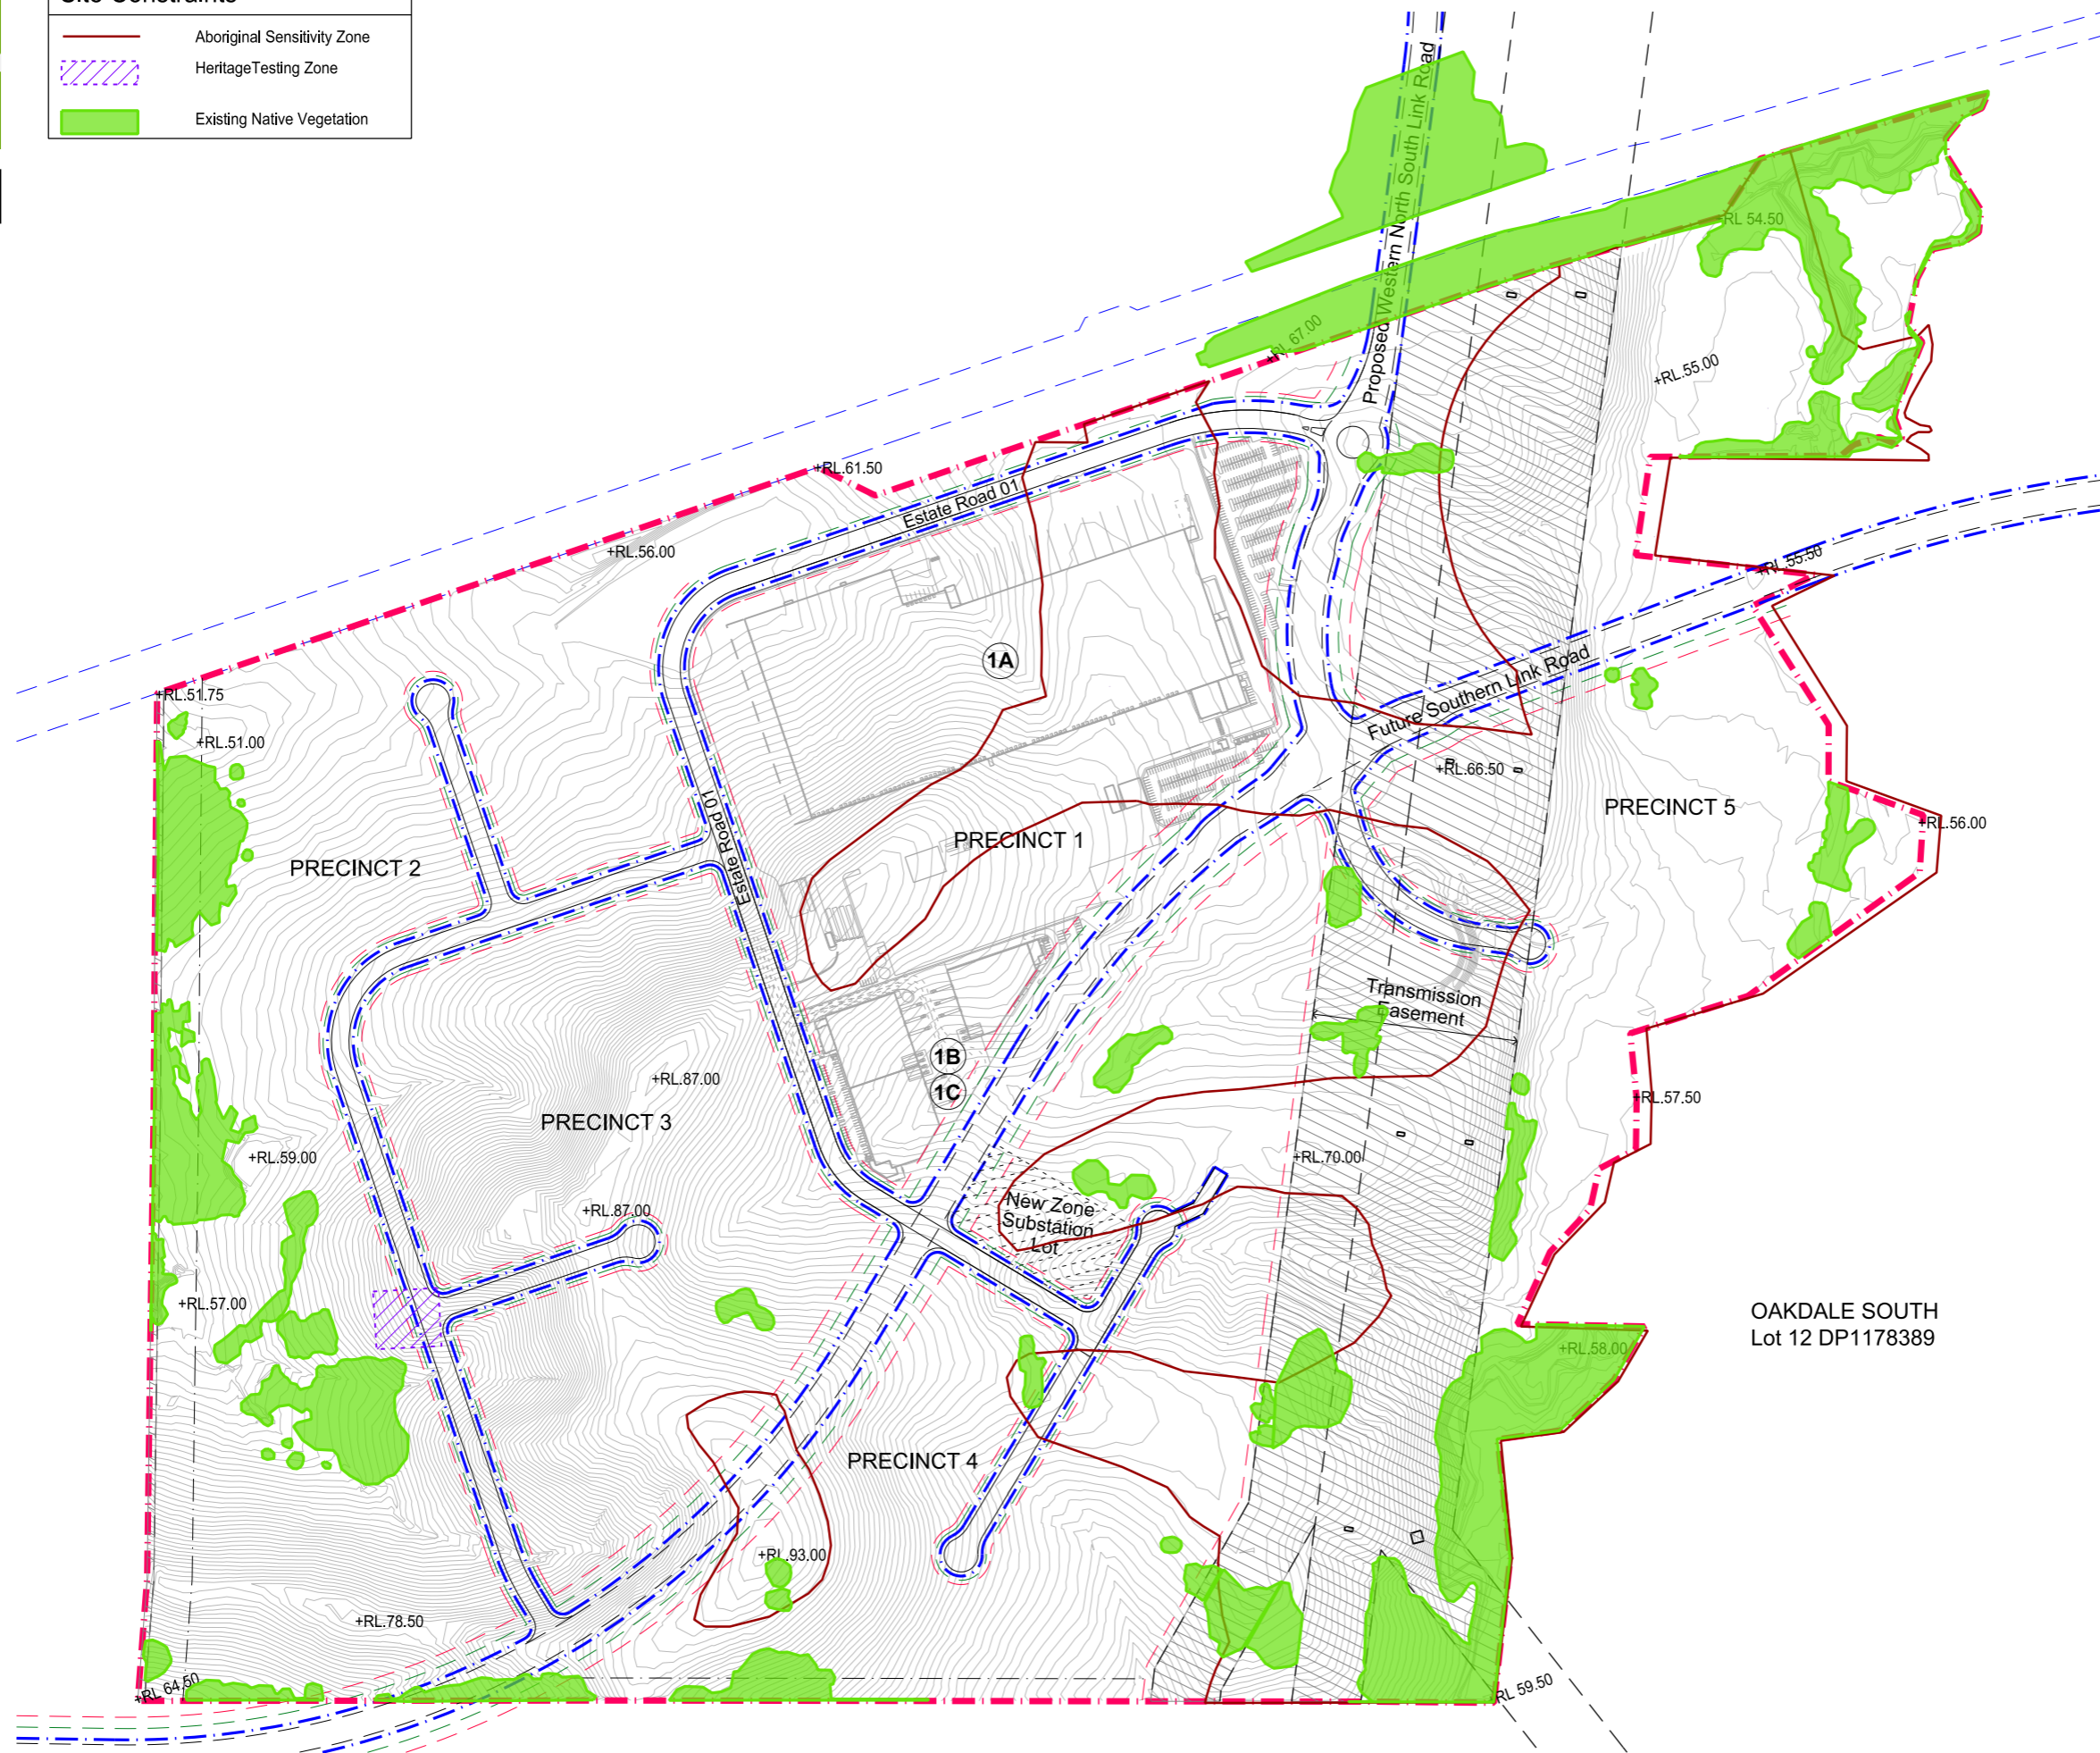 Site Constraints
Aboriginal Sensitivity Zone
HeritageTesting Zone
Existing Native Vegetation
Proposed Western North South Link Road
+RL 54.50
+RL 67.00
+RL.55.00
+RL.61.50
Estate Road 01
+RL.56.00
+RL.55.50
1A
Future Southern Link Road
+RL.51.75
+RL.51.00
+RL.66.50
PRECINCT 5
+RL.56.00
Estate Road 01
PRECINCT 1
PRECINCT 2
Transmission
Easement
1B
1C
+RL.87.00
PRECINCT 3
+RL.57.50
+RL.59.00
+RL.70.00
+RL.87.00
New Zone
Substation
Lot
+RL.57.00
OAKDALE SOUTH
Lot 12 DP1178389
+RL.58.00
PRECINCT 4
+RL.93.00
+RL.78.50
+RL 64.50
RL 59.50